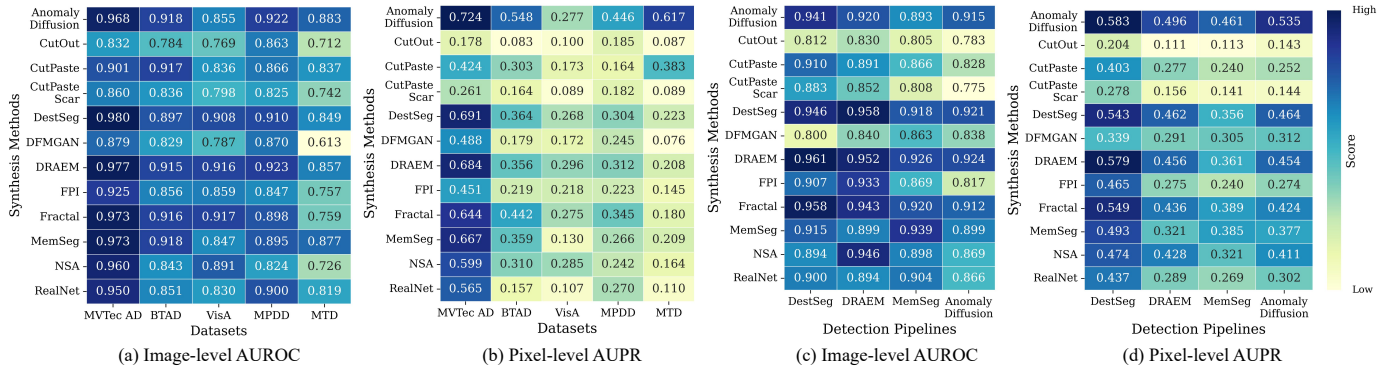 Synthesis Methods
Anomaly Diffusion 0.968 0.918 0.855 0.922 0.883
CutOut 0.832 0.784 0.769 0.863 0.712
CutPaste 0.901 0.917 0.836 0.866 0.837
CutPaste Scar 0.860 0.836 0.798 0.825 0.742
DestSeg 0.980 0.897 0.908 0.910 0.849
DFMGAN 0.879 0.829 0.787 0.870 0.613
DRAEM 0.977 0.915 0.916 0.923 0.857
FPI 0.925 0.856 0.859 0.847 0.757
Fractal 0.973 0.916 0.917 0.898 0.759
MemSeg 0.973 0.918 0.847 0.895 0.877
NSA 0.960 0.843 0.891 0.824 0.726
RealNet 0.950 0.851 0.830 0.900 0.819
MVTec AD BTAD VisA MPDD MTD
Datasets
(a) Image-level AUROC
Synthesis Methods
Anomaly Diffusion 0.724 0.548 0.277 0.446 0.617
CutOut 0.178 0.083 0.100 0.185 0.087
CutPaste 0.424 0.303 0.173 0.164 0.383
CutPaste Scar 0.261 0.164 0.089 0.182 0.089
DestSeg 0.691 0.364 0.268 0.304 0.223
DFMGAN 0.488 0.179 0.172 0.245 0.076
DRAEM 0.684 0.356 0.296 0.312 0.208
FPI 0.451 0.219 0.218 0.223 0.145
Fractal 0.644 0.442 0.275 0.345 0.180
MemSeg 0.667 0.359 0.130 0.266 0.209
NSA 0.599 0.310 0.285 0.242 0.164
RealNet 0.565 0.157 0.107 0.270 0.110
MVTec AD BTAD VisA MPDD MTD
Datasets
(b) Pixel-level AUPR
Synthesis Methods
Anomaly Diffusion 0.941 0.920 0.893 0.915
CutOut 0.812 0.830 0.805 0.783
CutPaste 0.910 0.891 0.866 0.828
CutPaste Scar 0.883 0.852 0.808 0.775
DestSeg 0.946 0.958 0.918 0.921
DFMGAN 0.800 0.840 0.863 0.838
DRAEM 0.961 0.952 0.926 0.924
FPI 0.907 0.933 0.869 0.817
Fractal 0.958 0.943 0.920 0.912
MemSeg 0.915 0.899 0.939 0.899
NSA 0.894 0.946 0.898 0.869
RealNet 0.900 0.894 0.904 0.866
DestSeg DRAEM MemSeg Anomaly Diffusion
Detection Pipelines
(c) Image-level AUROC
Synthesis Methods
Anomaly Diffusion 0.583 0.496 0.461 0.535
CutOut 0.204 0.111 0.113 0.143
CutPaste 0.403 0.277 0.240 0.252
CutPaste Scar 0.278 0.156 0.141 0.144
DestSeg 0.543 0.462 0.356 0.464
DFMGAN 0.339 0.291 0.305 0.312
DRAEM 0.579 0.456 0.361 0.454
FPI 0.465 0.275 0.240 0.274
Fractal 0.549 0.436 0.389 0.424
MemSeg 0.493 0.321 0.385 0.377
NSA 0.474 0.428 0.321 0.411
RealNet 0.437 0.289 0.269 0.302
DestSeg DRAEM MemSeg Anomaly Diffusion
Detection Pipelines
(d) Pixel-level AUPR
High
Score
Low